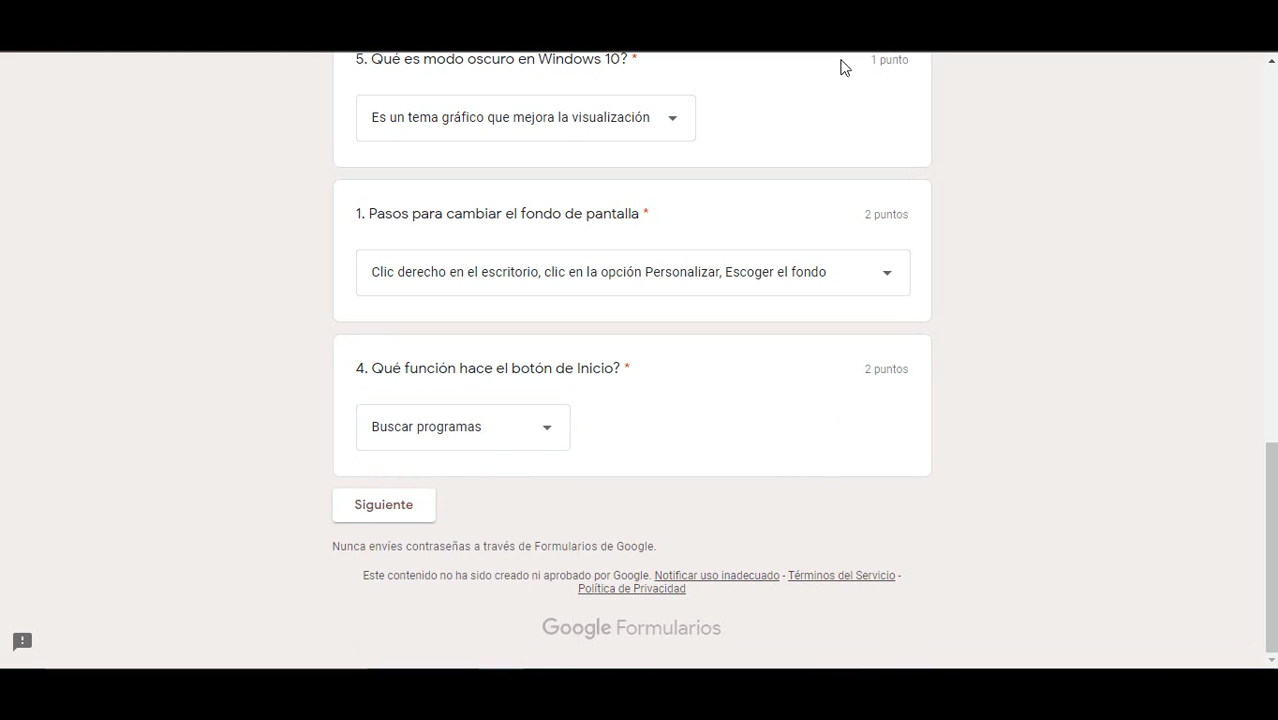 5. Qué es modo oscuro en Windows 10? *
1 punto
Es un tema gráfico que mejora la visualización
1. Pasos para cambiar el fondo de pantalla *
2 puntos
Clic derecho en el escritorio, clic en la opción Personalizar, Escoger el fondo
4. Qué función hace el botón de Inicio? *
2 puntos
Buscar programas
Siguiente
Nunca envíes contraseñas a través de Formularios de Google.
Este contenido no ha sido creado ni aprobado por Google. Notificar uso inadecuado - Términos del Servicio -
Política de Privacidad
Google Formularios